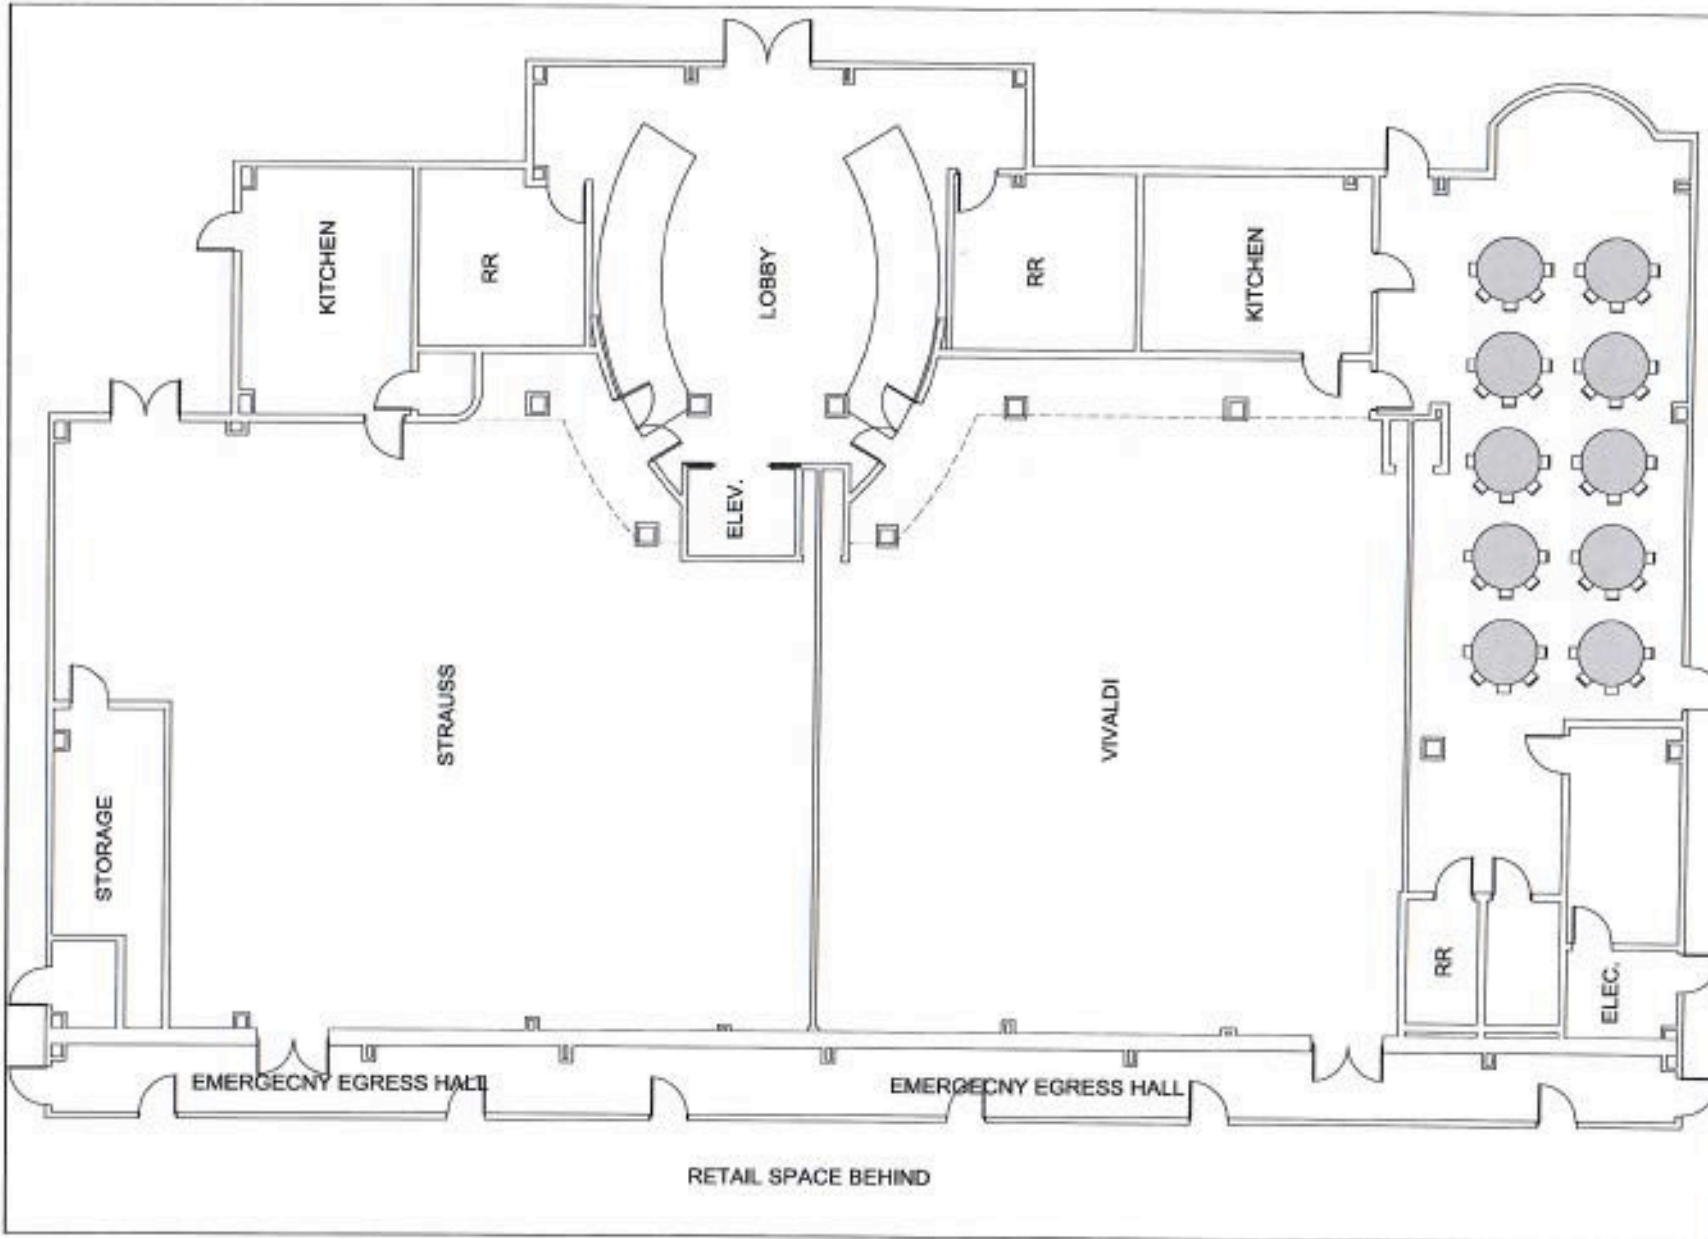 KITCHEN
RR
LOBBY
RR
KITCHEN
ELEV.
STRAUSS
VIVALDI
STORAGE
RR
ELEC.
EMERGECNY EGRESS HALL
EMERGECNY EGRESS HALL
RETAIL SPACE BEHIND